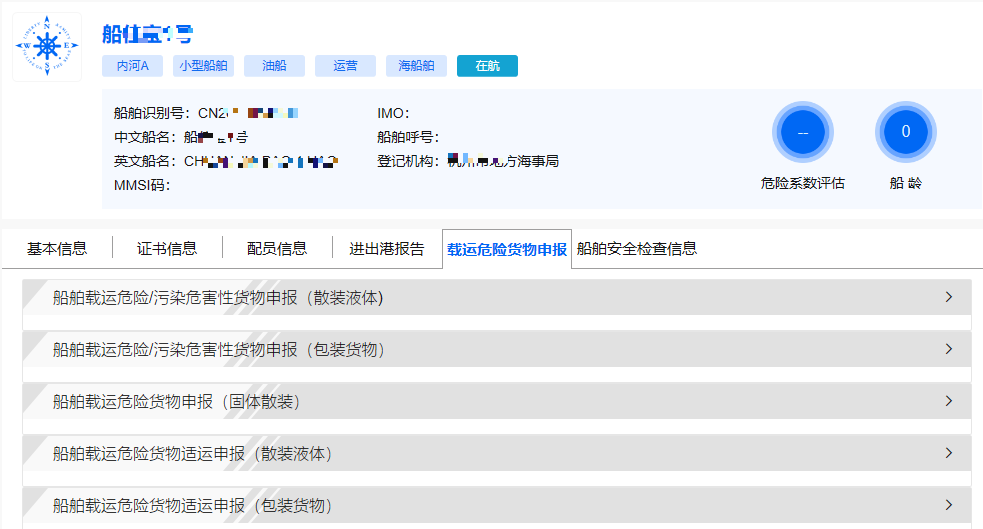 内河A 小型船舶 油船 运营 海船舶 在航
船舶识别号：CN2
IMO：
中文船名：船 号
船舶呼号：
英文船名：CH
登记机构： 方海事局
MMSI码：
--
0
危险系数评估
船 龄
基本信息 证书信息 配员信息 进出港报告 载运危险货物申报 船舶安全检查信息
船舶载运危险/污染危害性货物申报（散装液体)
船舶载运危险/污染危害性货物申报（包装货物）
船舶载运危险货物申报（固体散装）
船舶载运危险货物适运申报（散装液体）
船舶载运危险货物适运申报（包装货物）